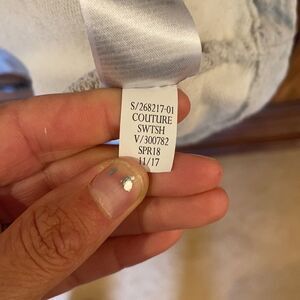 S/268217-01
COUTURE
SWTSH
V/300782
SPR18
11/17